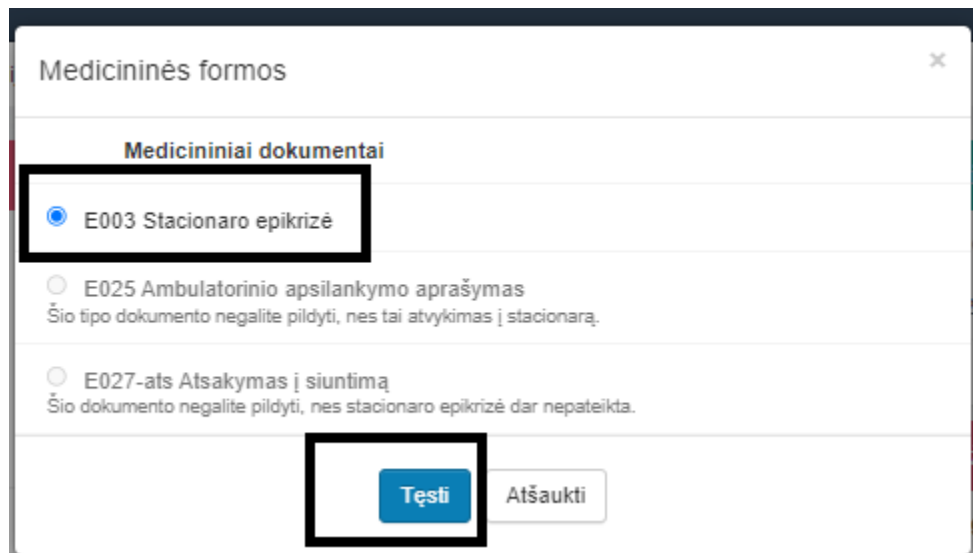 Medicininės formos
×
Medicininiai dokumentai
E003 Stacionaro epikrizė
E025 Ambulatorinio apsilankymo aprašymas
Šio tipo dokumento negalite pildyti, nes tai atvykimas į stacionarą.
E027-ats Atsakymas į siuntimą
Šio dokumento negalite pildyti, nes stacionaro epikrizė dar nepateikta.
Tęsti
Atšaukti